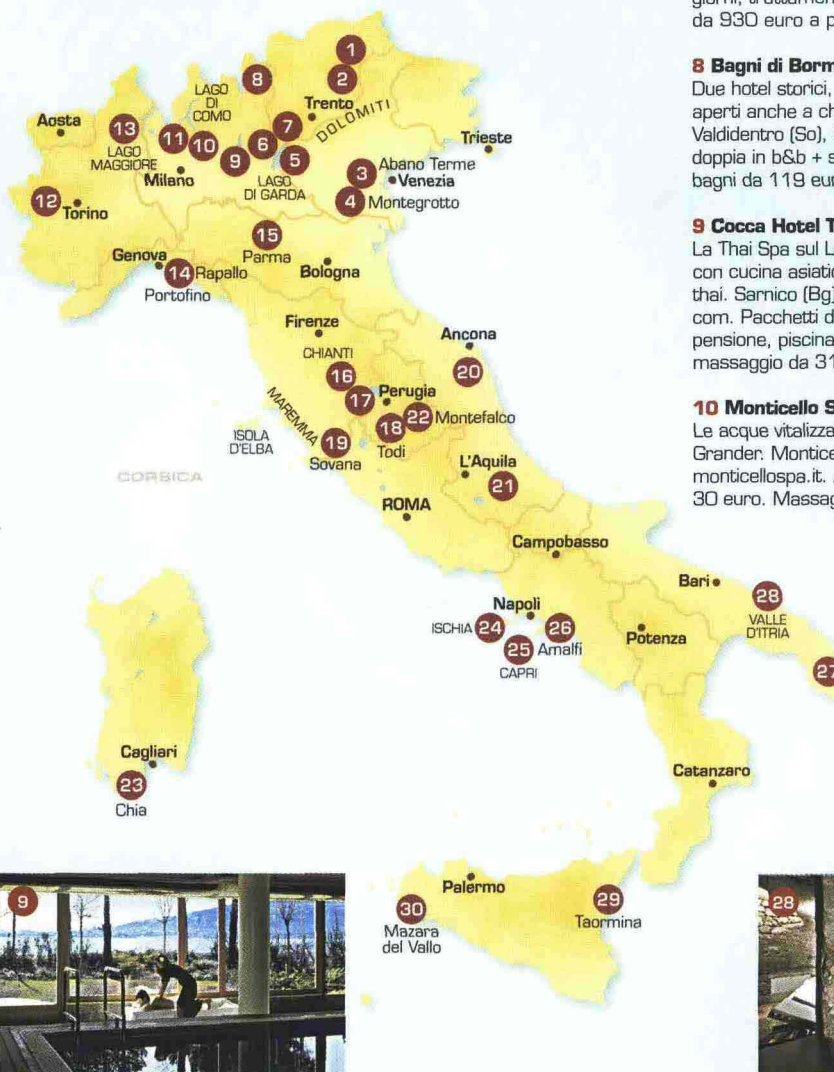 giorni, trattamen
da 930 euro a p
8 Bagni di Borm
Due hotel storici,
aperti anche a ch
Valdidentro (So),
doppia in b&b + s
bagni da 119 eur
9 Cocca Hotel T
La Thai Spa sul L
con cucina asiatic
thai. Sarnico (Bg)
com. Pacchetti d
pensione, piscina
massaggio da 31
10 Monticello S
Le acque vitalizza
Grander. Montice
monticellospa.it.
30 euro. Massag
1
2
8
LAGO
DI
COMO
Trento
DOLOMITI
7
Aosta
13
LAGO
MAGGIORE
11
10
6
9
5
LAGO
DI GARDA
Trieste
Milano
3
Abano Terme
Venezia
4
Montegrotto
12
Torino
15
Parma
Genova
14
Rapallo
Portofino
Bologna
Firenze
CHIANTI
Ancona
20
16
17
Perugia
MAREMMA
22
Montefalco
18
Todi
ISOLA
D'ELBA
19
Sovana
L'Aquila
21
CORSICA
ROMA
Campobasso
Bari
28
VALLE
D'ITRIA
Napoli
ISCHIA
24
26
Amalfi
25
CAPRI
Potenza
27
Cagliari
23
Chia
Catanzaro
Palermo
30
Mazara
del Vallo
29
Taormina
9
28